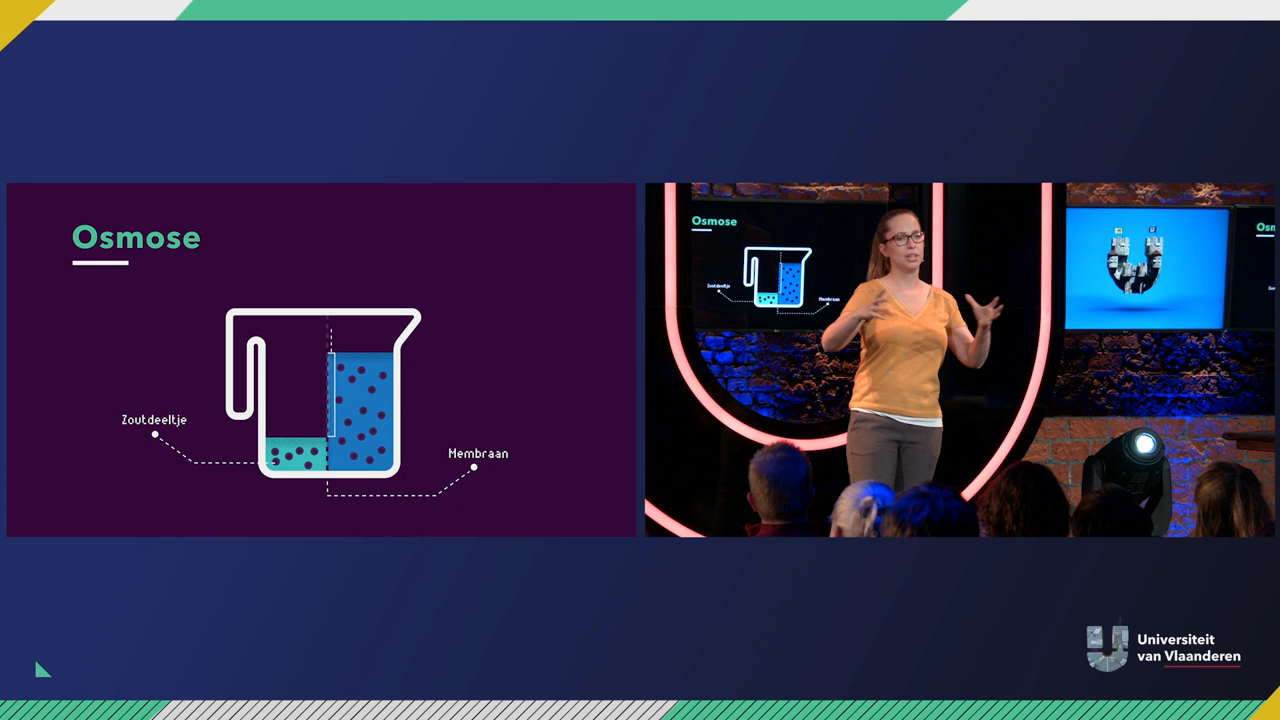 Osmose
Zoutdeeltje
Membraan
Osmose
Zoutdeeltje
Membraan
Universiteit
van Vlaanderen